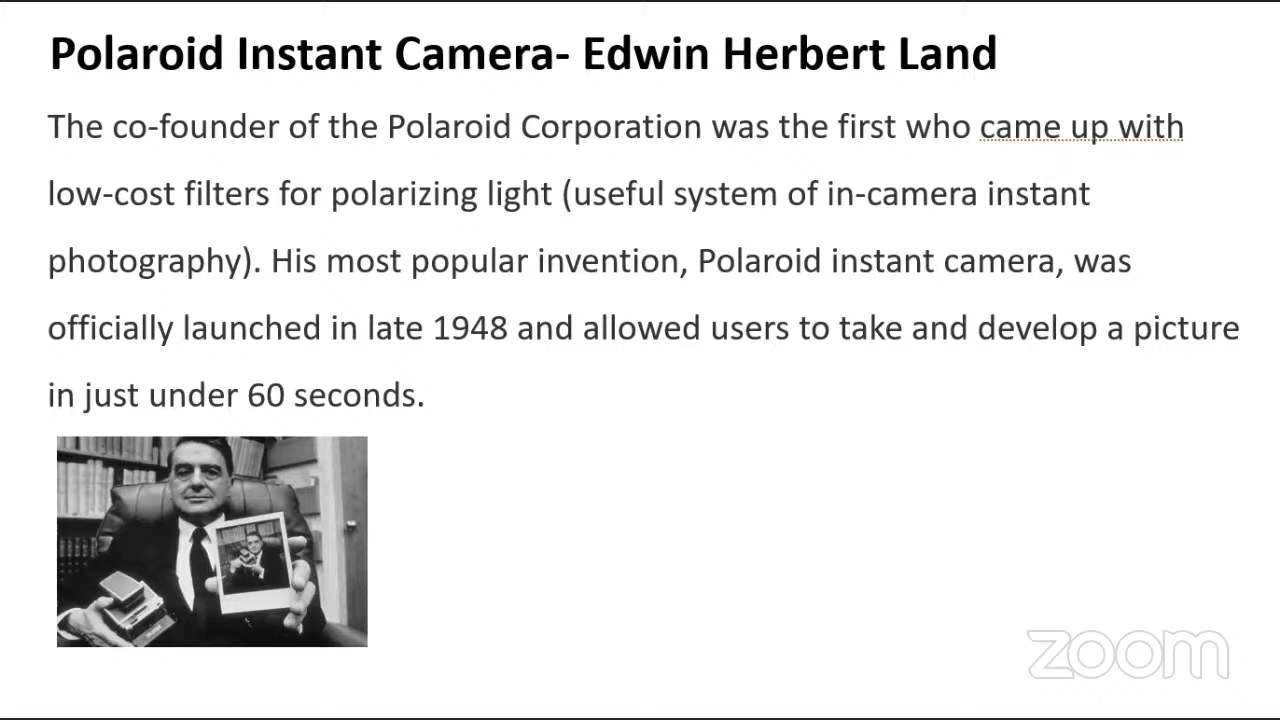 Polaroid Instant Camera- Edwin Herbert Land
The co-founder of the Polaroid Corporation was the first who came up with
low-cost filters for polarizing light (useful system of in-camera instant
photography). His most popular invention, Polaroid instant camera, was
officially launched in late 1948 and allowed users to take and develop a picture
in just under 60 seconds.
zoom